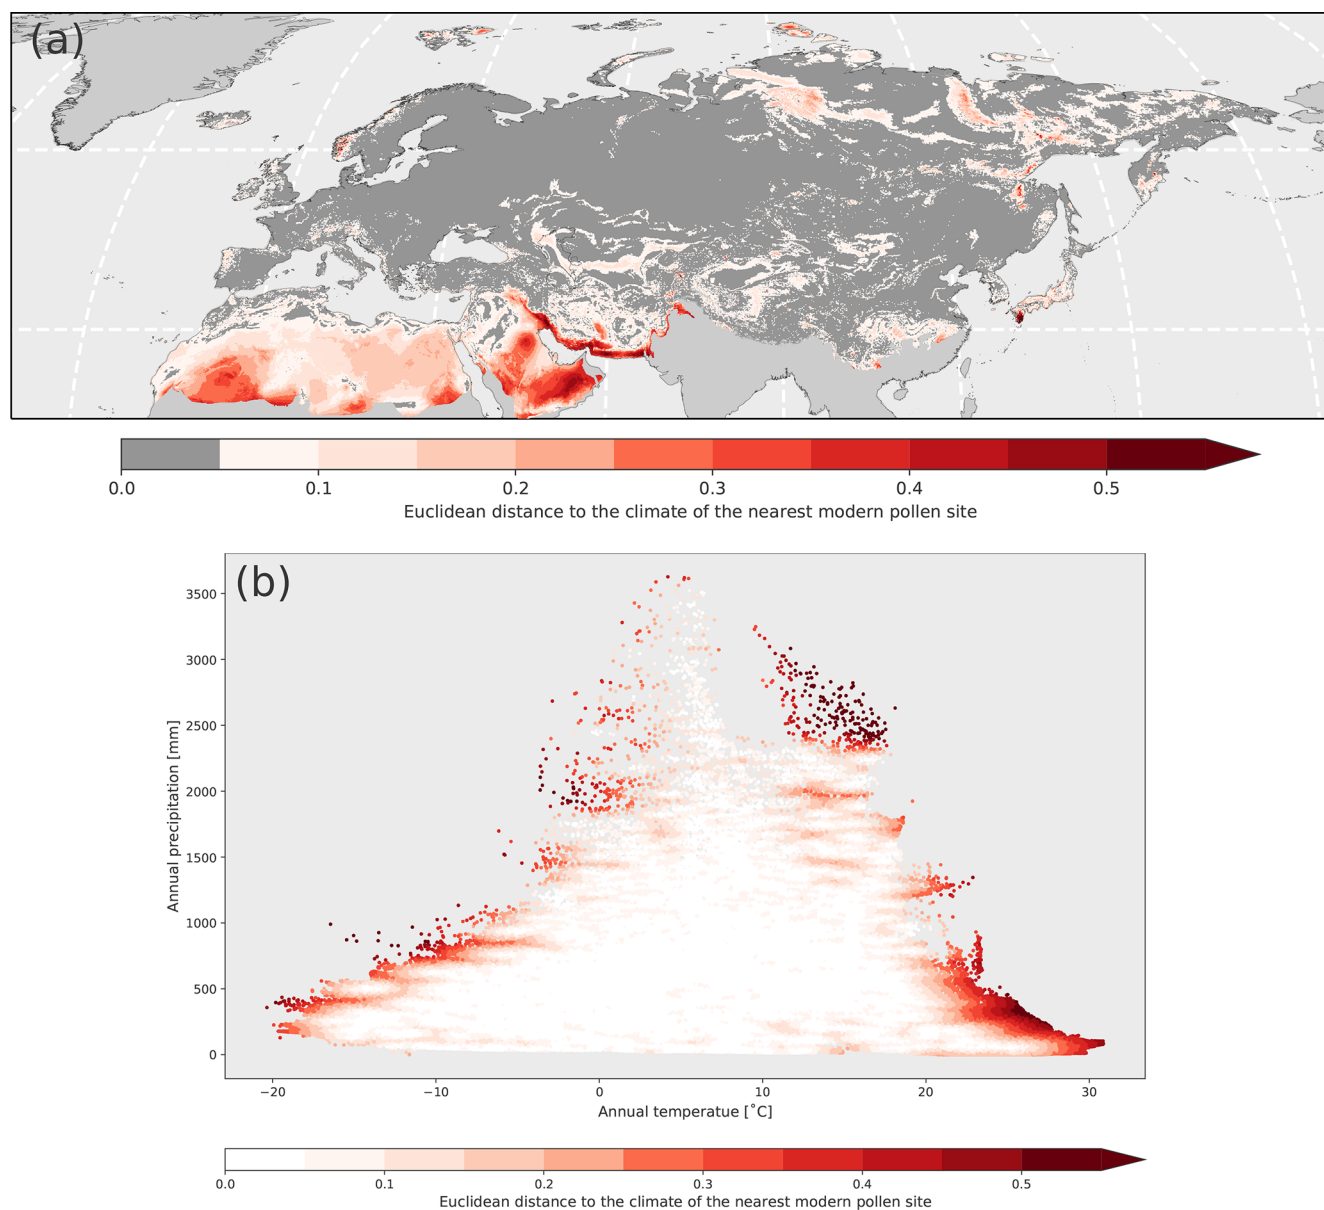 (a)
0.0 0.1 0.2 0.3 0.4 0.5
Euclidean distance to the climate of the nearest modern pollen site
(b)
Annual precipitation [mm]
3500
3000
2500
2000
1500
1000
500
0
−20 −10 0 10 20 30
Annual temperatue [˚C]
0.0 0.1 0.2 0.3 0.4 0.5
Euclidean distance to the climate of the nearest modern pollen site